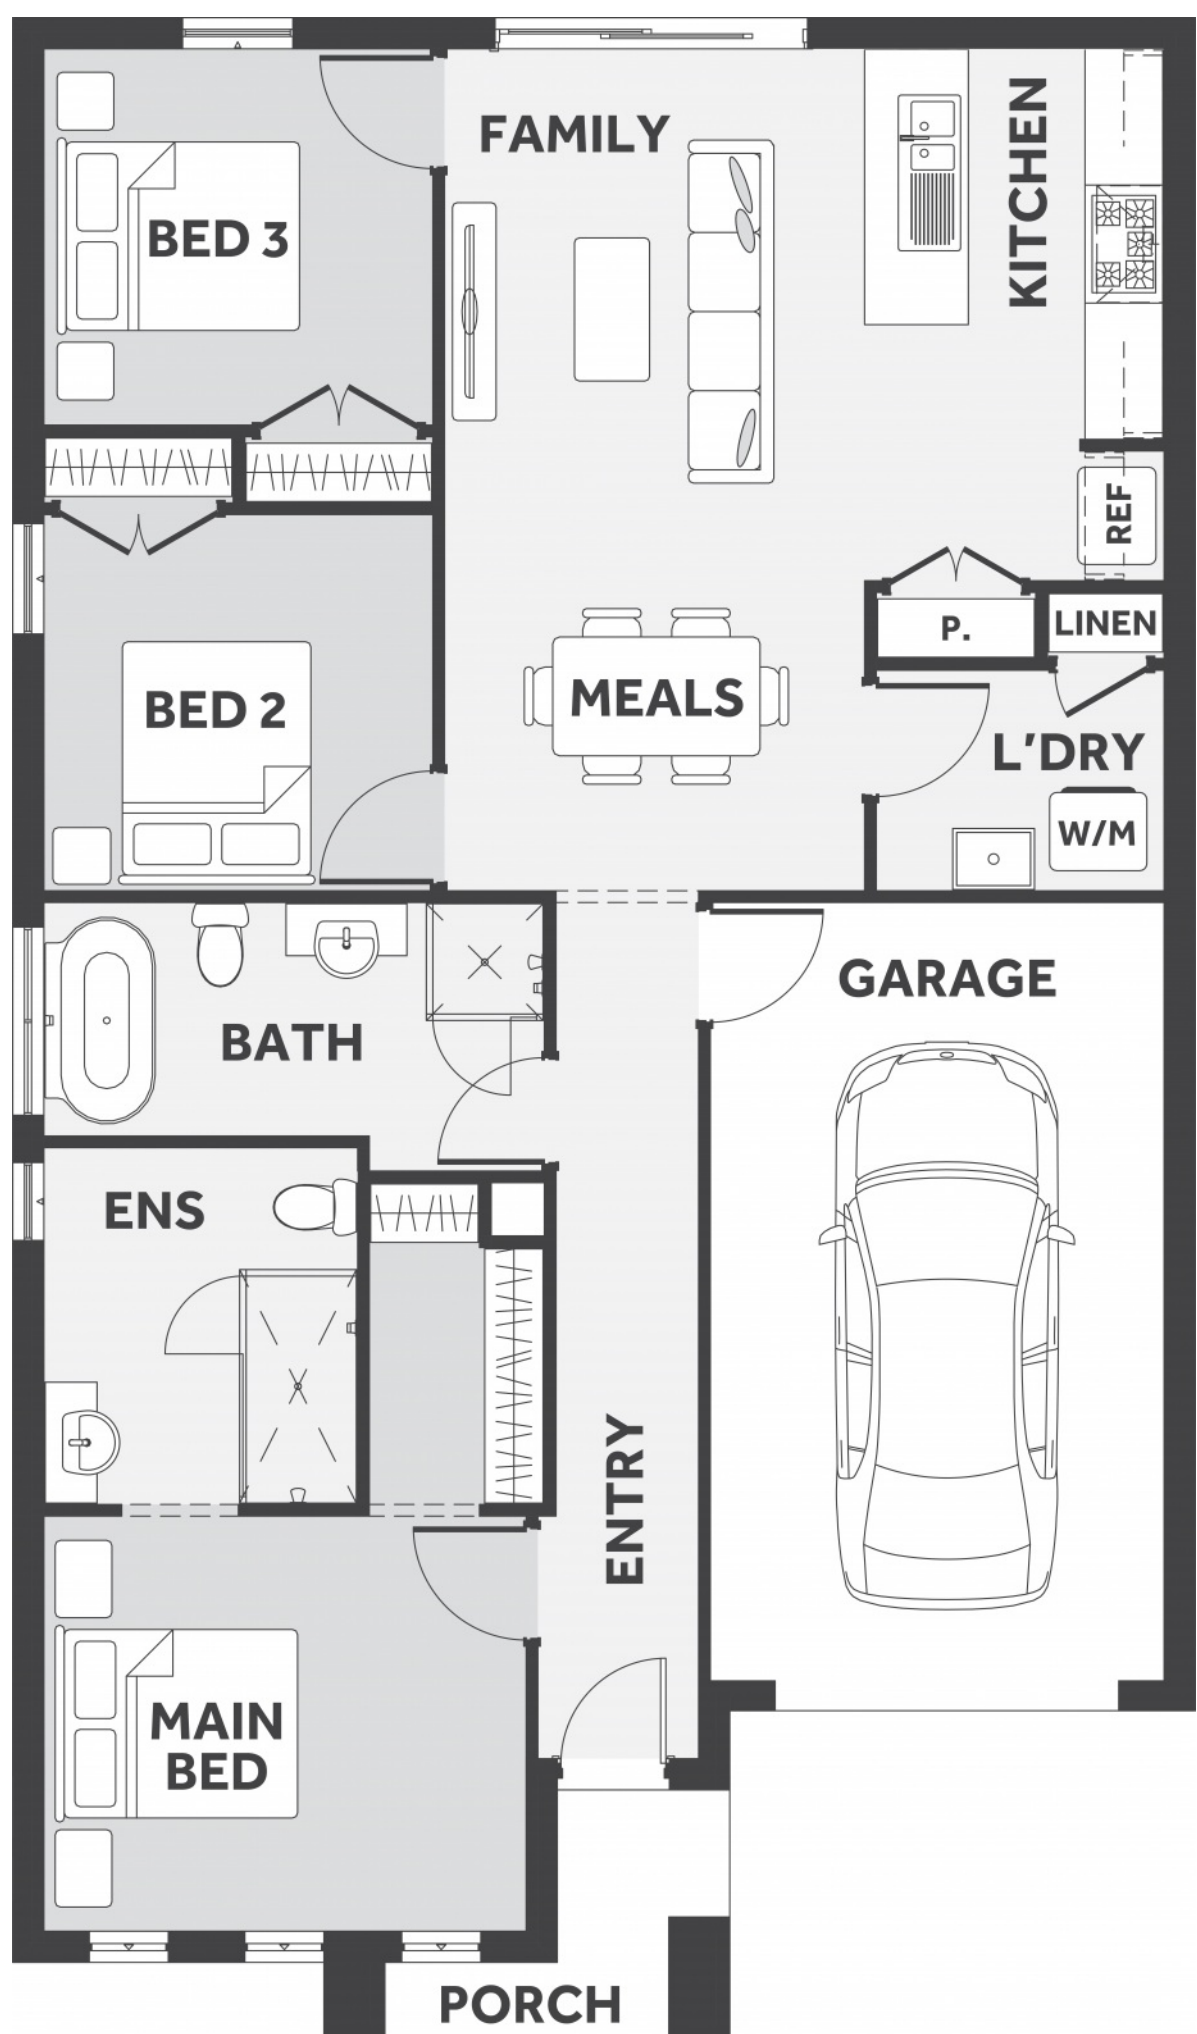 FAMILY
KITCHEN
BED 3
REF
P.
LINEN
BED 2
MEALS
L'DRY
W/M
GARAGE
BATH
ENS
ENTRY
MAIN
BED
PORCH